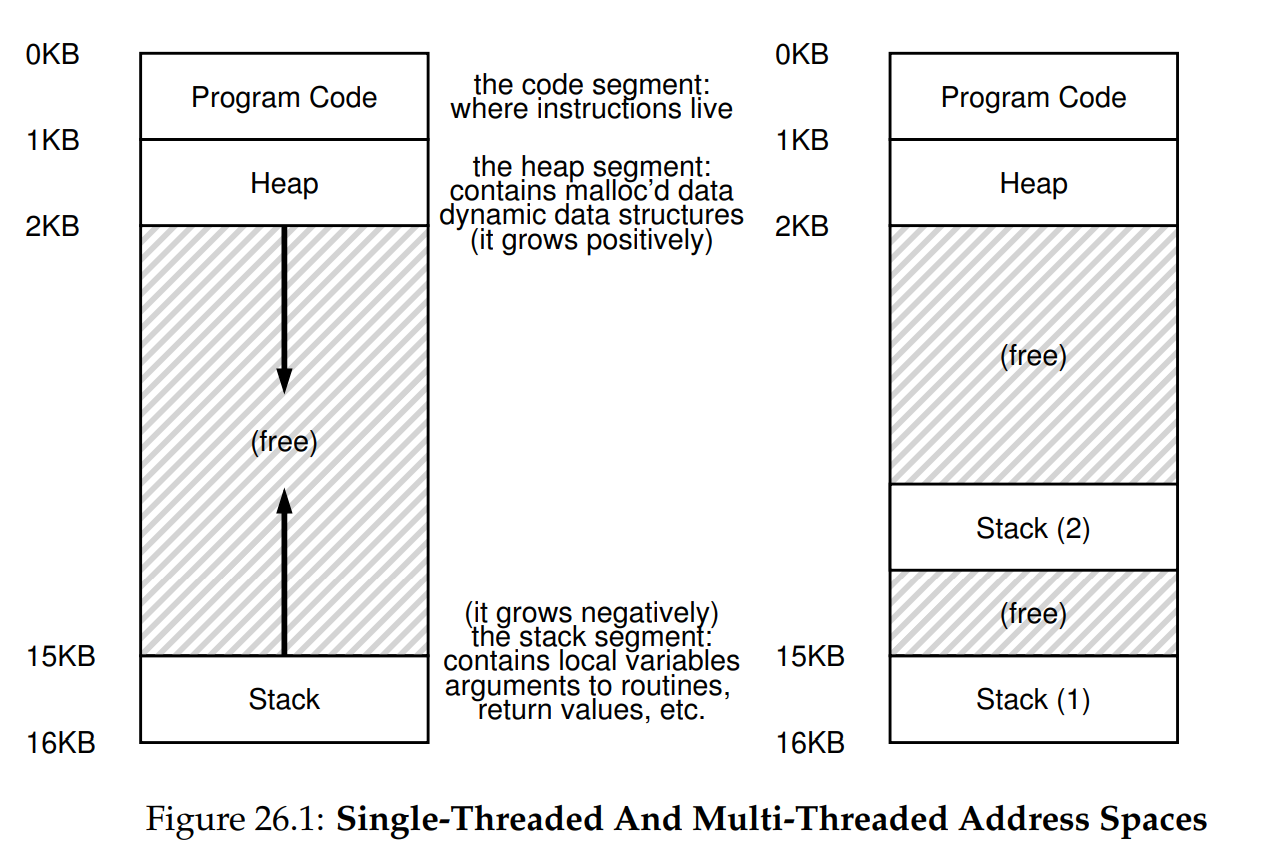 0KB
Program Code
the code segment:
where instructions live
1KB
Heap
the heap segment:
contains malloc'd data
dynamic data structures
(it grows positively)
2KB
(free)
(it grows negatively)
the stack segment:
contains local variables
arguments to routines,
return values, etc.
15KB
Stack
16KB
0KB
Program Code
1KB
Heap
2KB
(free)
Stack (2)
(free)
15KB
Stack (1)
16KB
Figure 26.1: Single-Threaded And Multi-Threaded Address Spaces